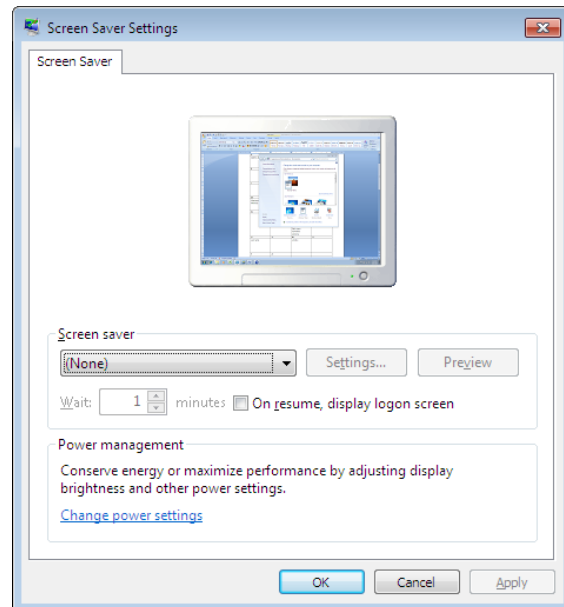 Screen Saver Settings
Screen Saver
Screen saver
(None)
Settings...
Preview
Wait:
1
minutes
On resume, display logon screen
Power management
Conserve energy or maximize performance by adjusting display
brightness and other power settings.
Change power settings
OK
Cancel
Apply